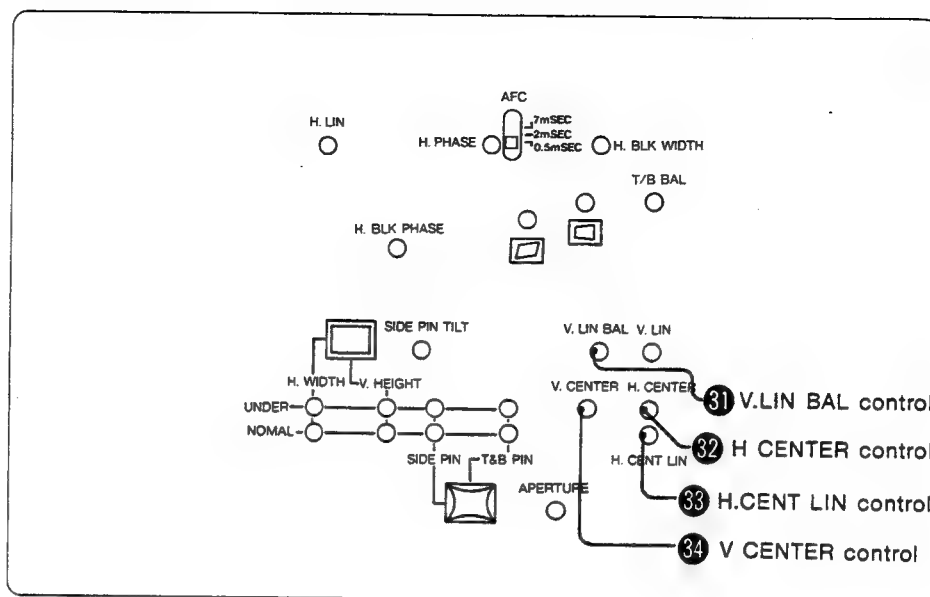 AFC
7mSEC
2mSEC
0.5mSEC
H. LIN
H. PHASE
H. BLK WIDTH
T/B BAL
H. BLK PHASE
SIDE PIN TILT
V. LIN BAL V. LIN
H. WIDTH V. HEIGHT
V. CENTER H. CENTER
UNDER
31 V.LIN BAL control
NOMAL
32 H CENTER control
SIDE PIN T&B PIN
H. CENT LIN
APERTURE
33 H.CENT LIN control
34 V CENTER control